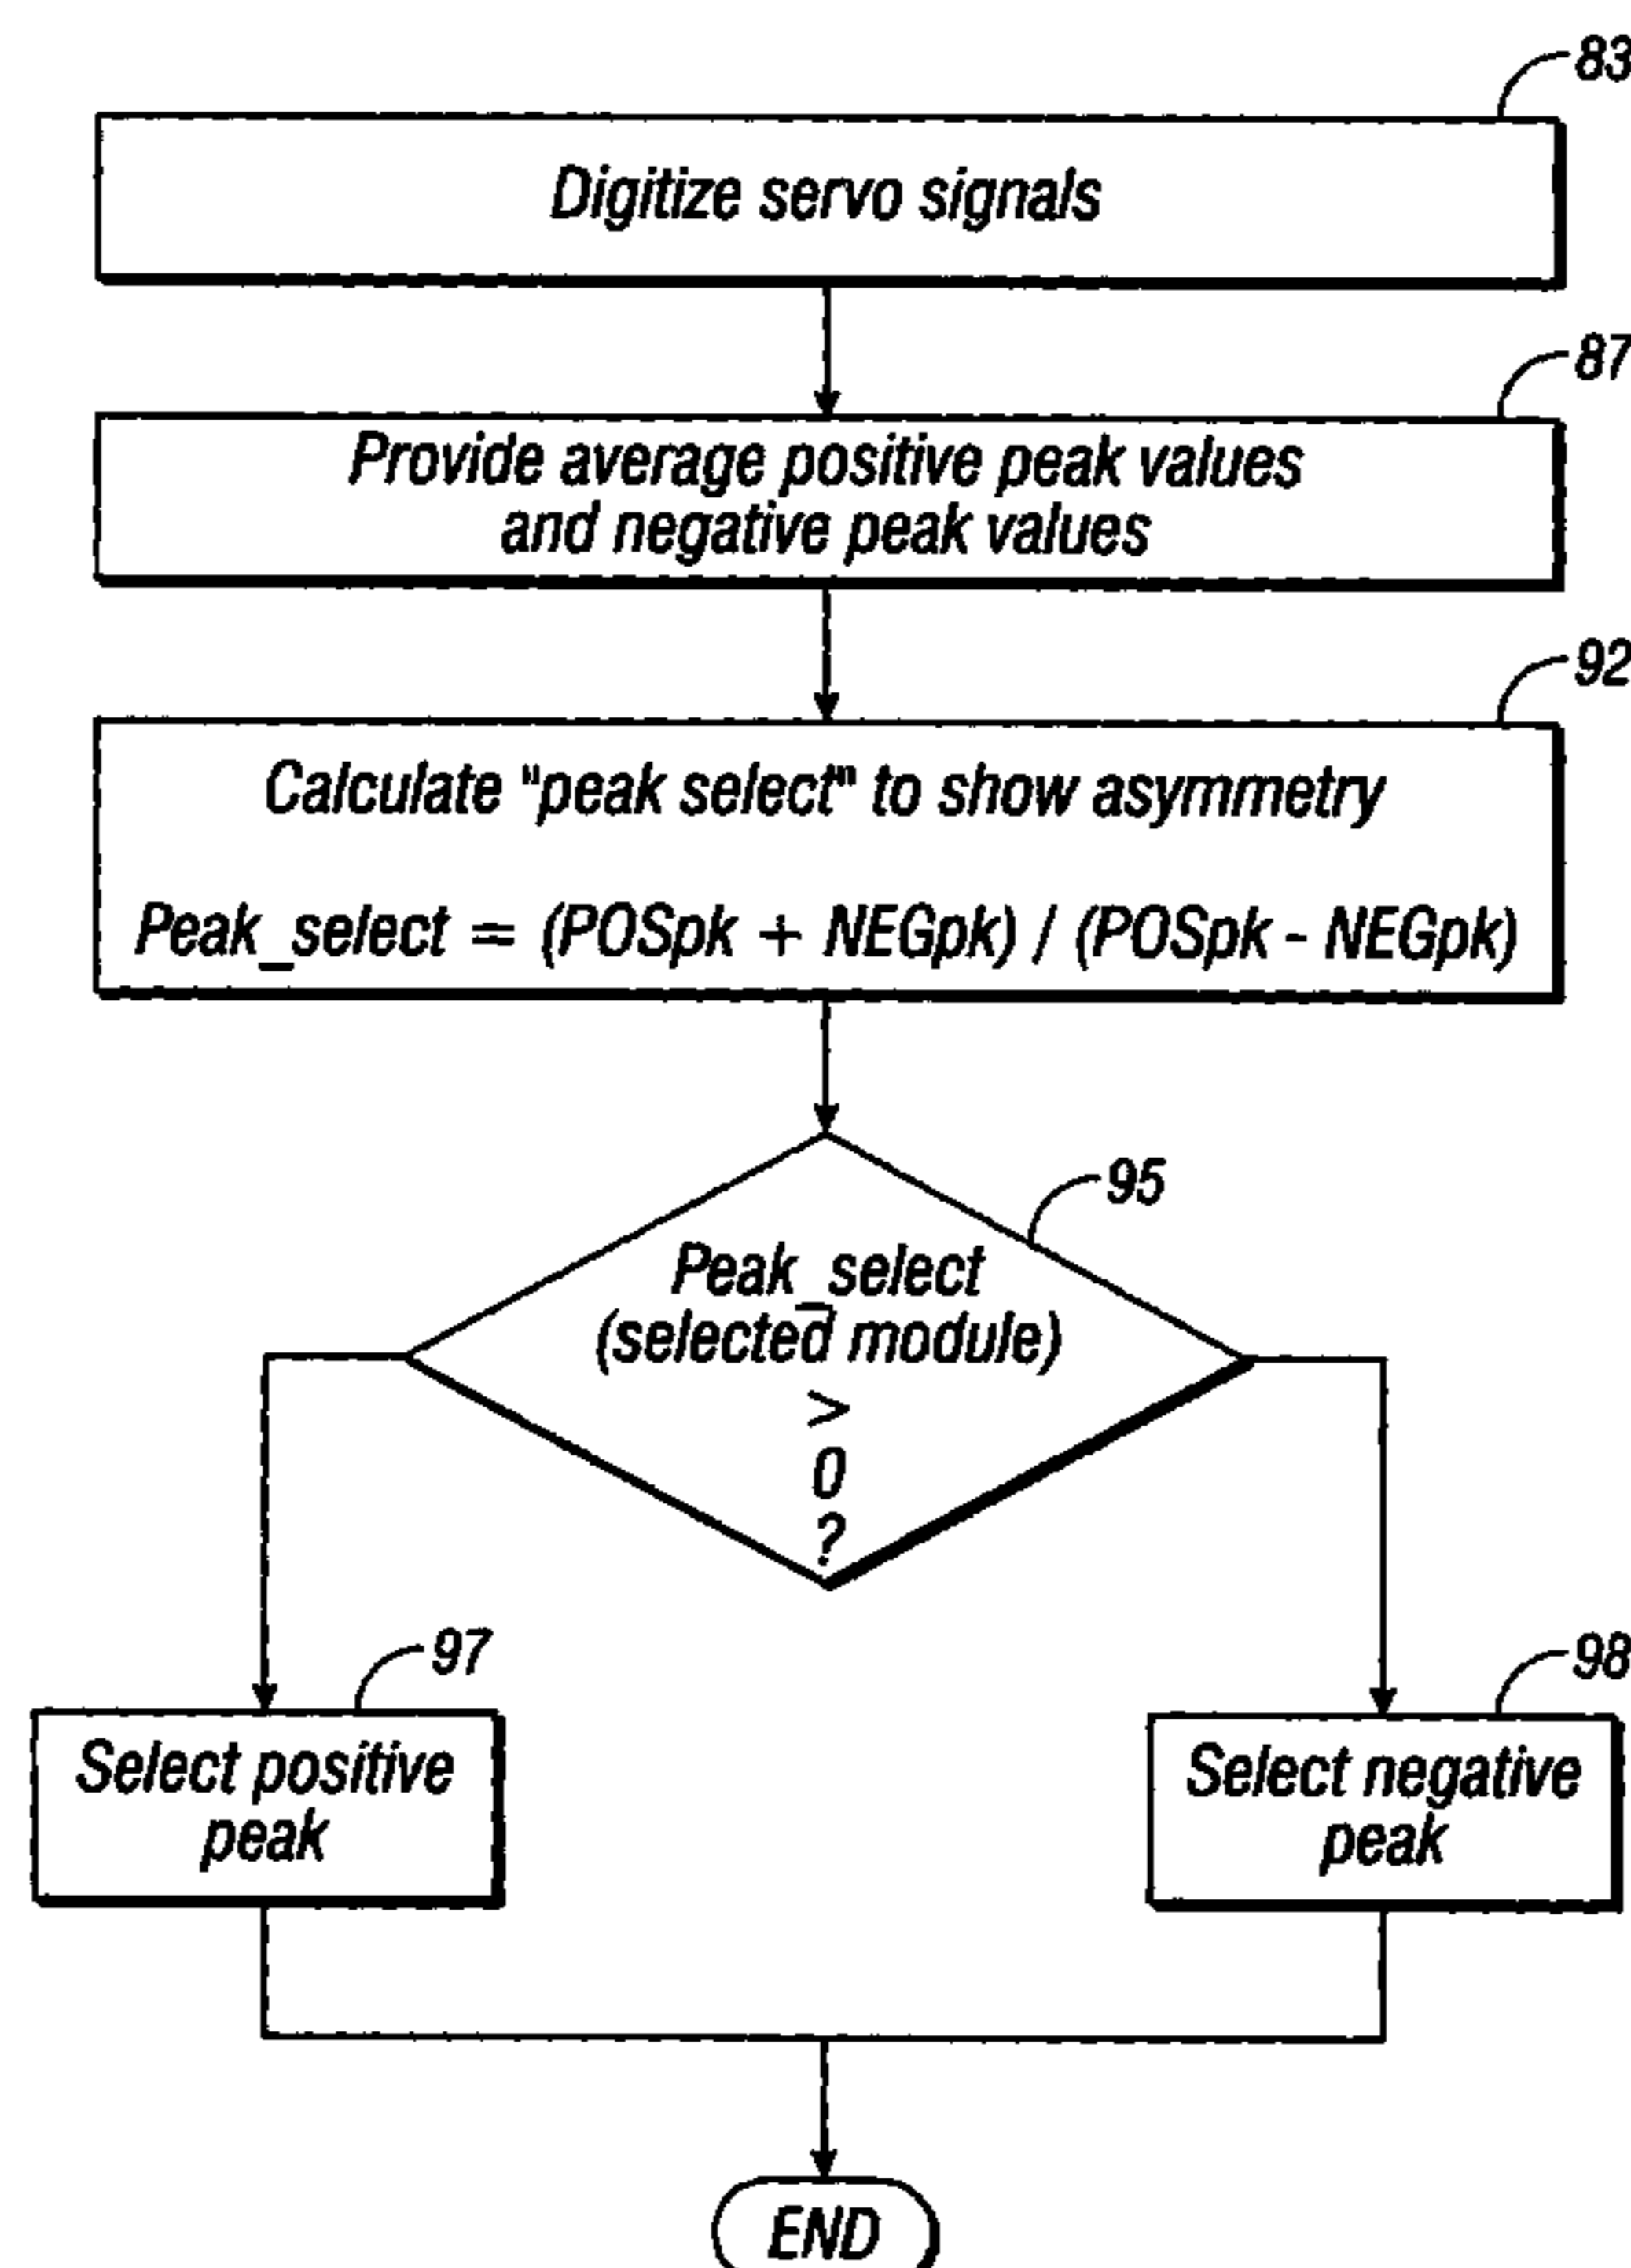 83
Digitize servo signals
87
Provide average positive peak values
and negative peak values
92
Calculate "peak select" to show asymmetry
Peak_select = (POSpk + NEGpk) / (POSpk - NEGpk)
95
Peak_select
(selected module)
>
0
?
97
Select positive
peak
98
Select negative
peak
END